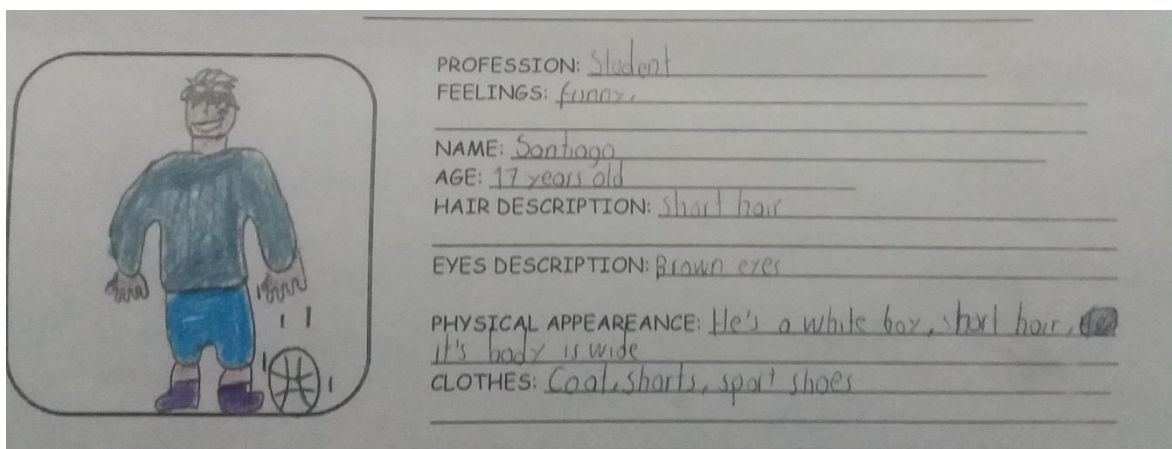 PROFESSION: Student
FEELINGS: funny.
NAME: Santiago
AGE: 17 years old
HAIR DESCRIPTION: short hair
EYES DESCRIPTION: Brown eyes
PHYSICAL APPEAREANCE: He's a white boy, short hair,
it's body is wide
CLOTHES: Coat, shorts, sport shoes